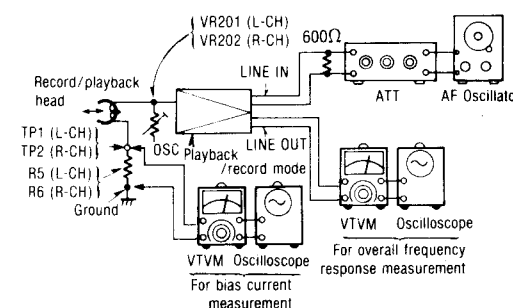 VR201 (L-CH)
VR202 (R-CH)
600Ω
LINE IN
ATT
AF Oscillato
Record/playback
head
TP1 (L-CH)
TP2 (R-CH)
OSC
Playback
/record mode
LINE OUT
R5 (L-CH)
R6 (R-CH)
Ground
VTVM Oscilloscope
For bias current
measurement
VTVM Oscilloscope
For overall frequency
response measurement